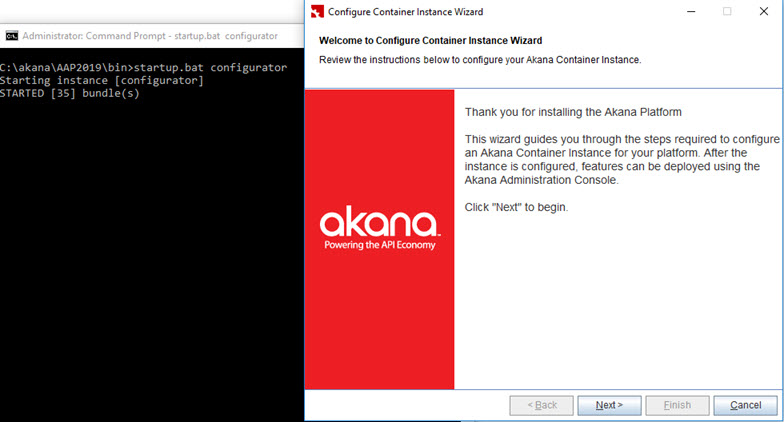 Administrator: Command Prompt - startup.bat configurator
C:\akana\AAP2019\bin>startup.bat configurator
Starting instance [configurator]
STARTED [35] bundle(s)
Configure Container Instance Wizard
Welcome to Configure Container Instance Wizard
Review the instructions below to configure your Akana Container Instance.
akana
Powering the API Economy
Thank you for installing the Akana Platform
This wizard guides you through the steps required to configure
an Akana Container Instance for your platform. After the
instance is configured, features can be deployed using the
Akana Administration Console.
Click "Next" to begin.
< Back
Next >
Finish
Cancel